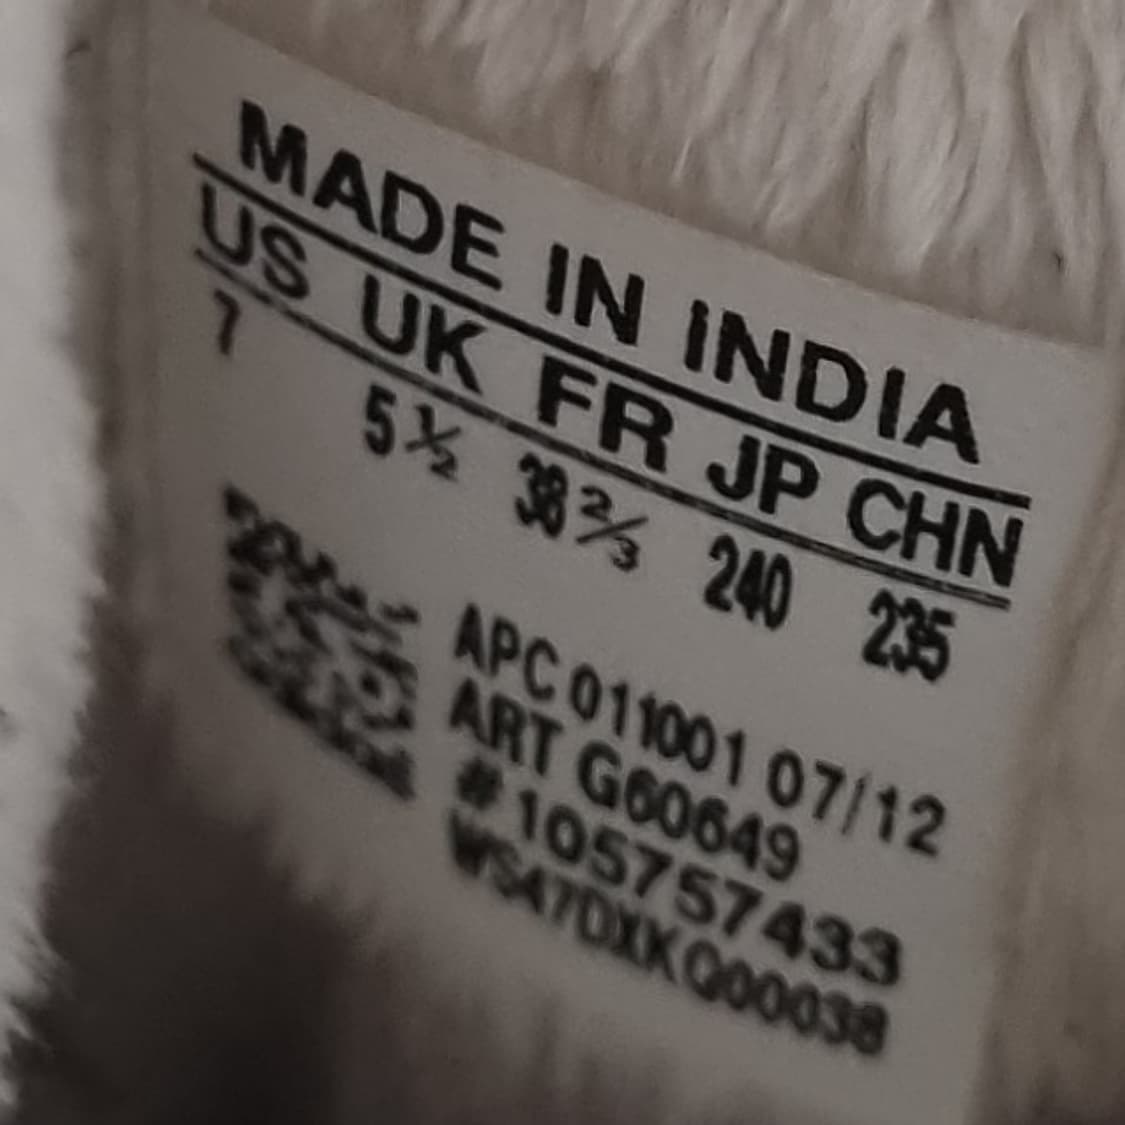 MADE IN INDIA
US UK FR JP CHN
7 5½ 38⅔ 240 235
APC 011001 07/12
ART G60649
# 105757433
WS47DXKQ00038